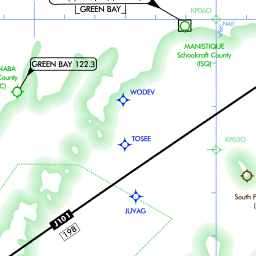 GREEN BAY
KP06O
N46°
MANISTIQUE
Schoolcraft County
(ISQ)
GREEN BAY 122.3
NABA
County
C)
WODEV
TOSEE
KP03O
JUVAG
South F
J101
198